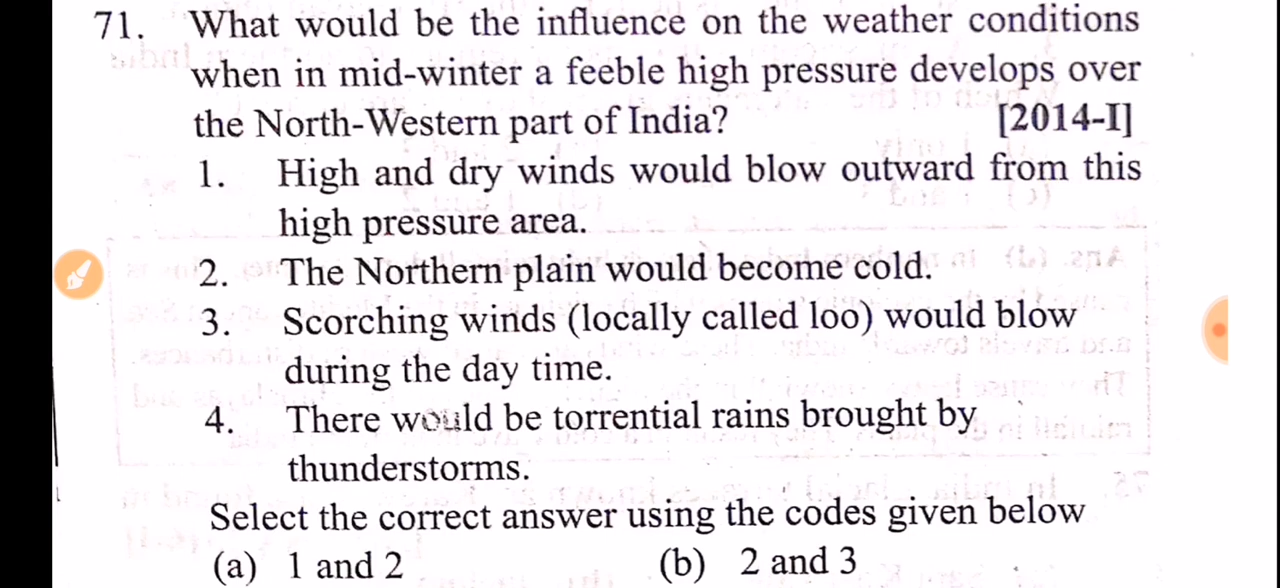 71. What would be the influence on the weather conditions
when in mid-winter a feeble high pressure develops over
the North-Western part of India? [2014-I]
1. High and dry winds would blow outward from this
high pressure area.
2. The Northern plain would become cold.
3. Scorching winds (locally called loo) would blow
during the day time.
4. There would be torrential rains brought by
thunderstorms.
Select the correct answer using the codes given below
(a) 1 and 2 (b) 2 and 3